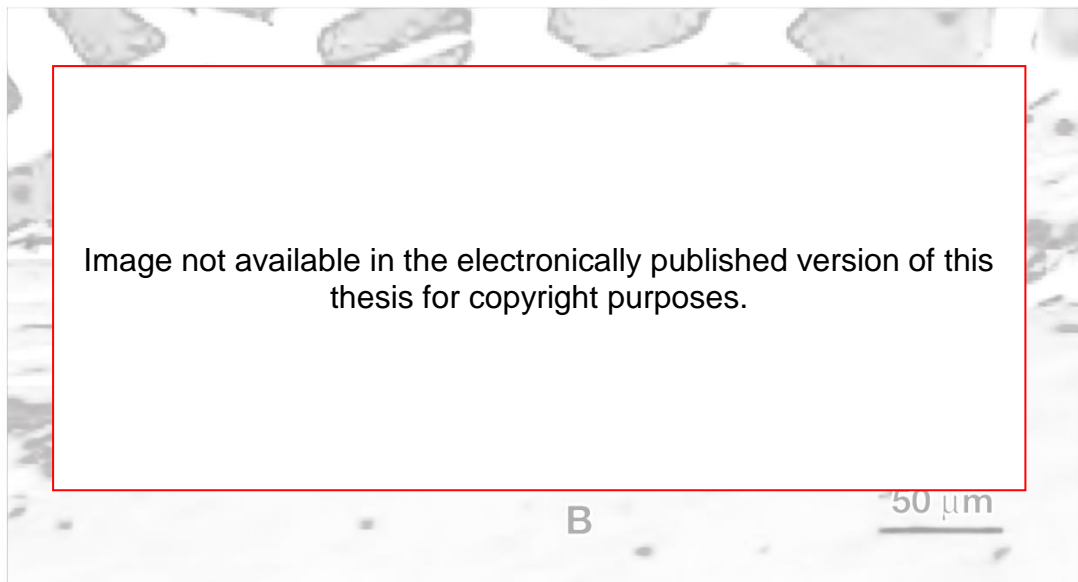 Image not available in the electronically published version of this
thesis for copyright purposes.
50 μm
B